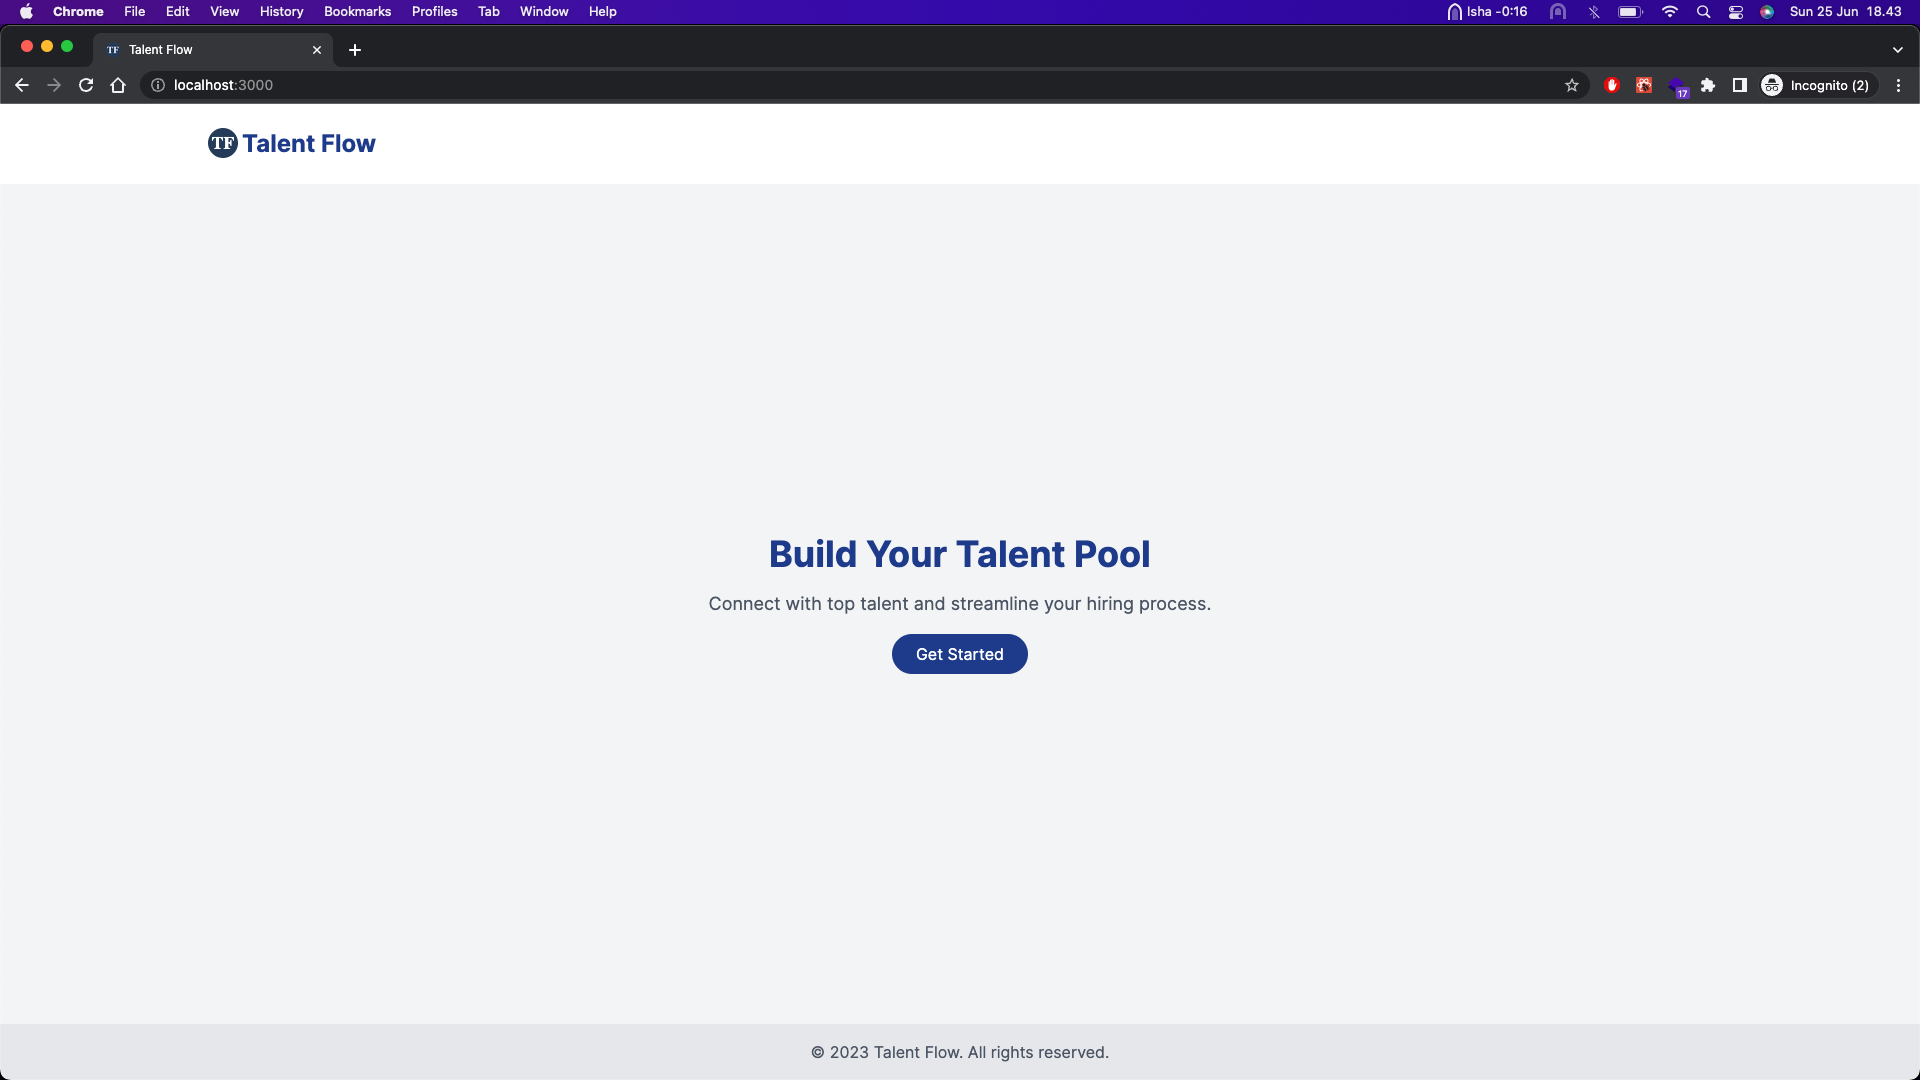 Chrome File Edit View History Bookmarks Profiles Tab Window Help Isha -0:16 Sun 25 Jun 18.43
TF Talent Flow
localhost:3000 17 Incognito (2)
TF Talent Flow
Build Your Talent Pool
Connect with top talent and streamline your hiring process.
Get Started
© 2023 Talent Flow. All rights reserved.